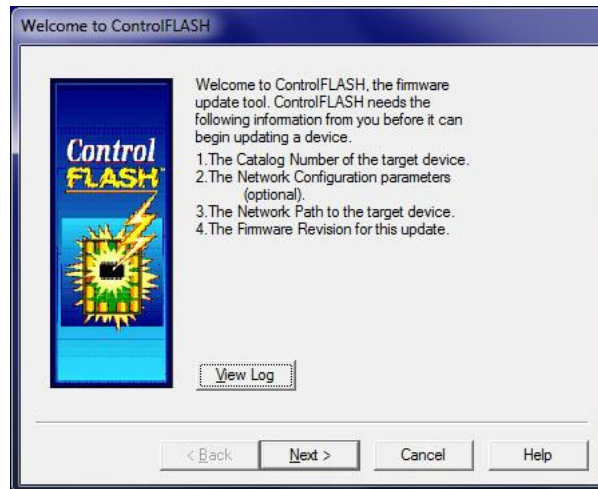 Welcome to ControlFLASH
Control
FLASH
Welcome to ControlFLASH, the firmware
update tool. ControlFLASH needs the
following information from you before it can
begin updating a device.
1.The Catalog Number of the target device.
2.The Network Configuration parameters
(optional).
3.The Network Path to the target device.
4.The Firmware Revision for this update.
View Log
< Back
Next >
Cancel
Help